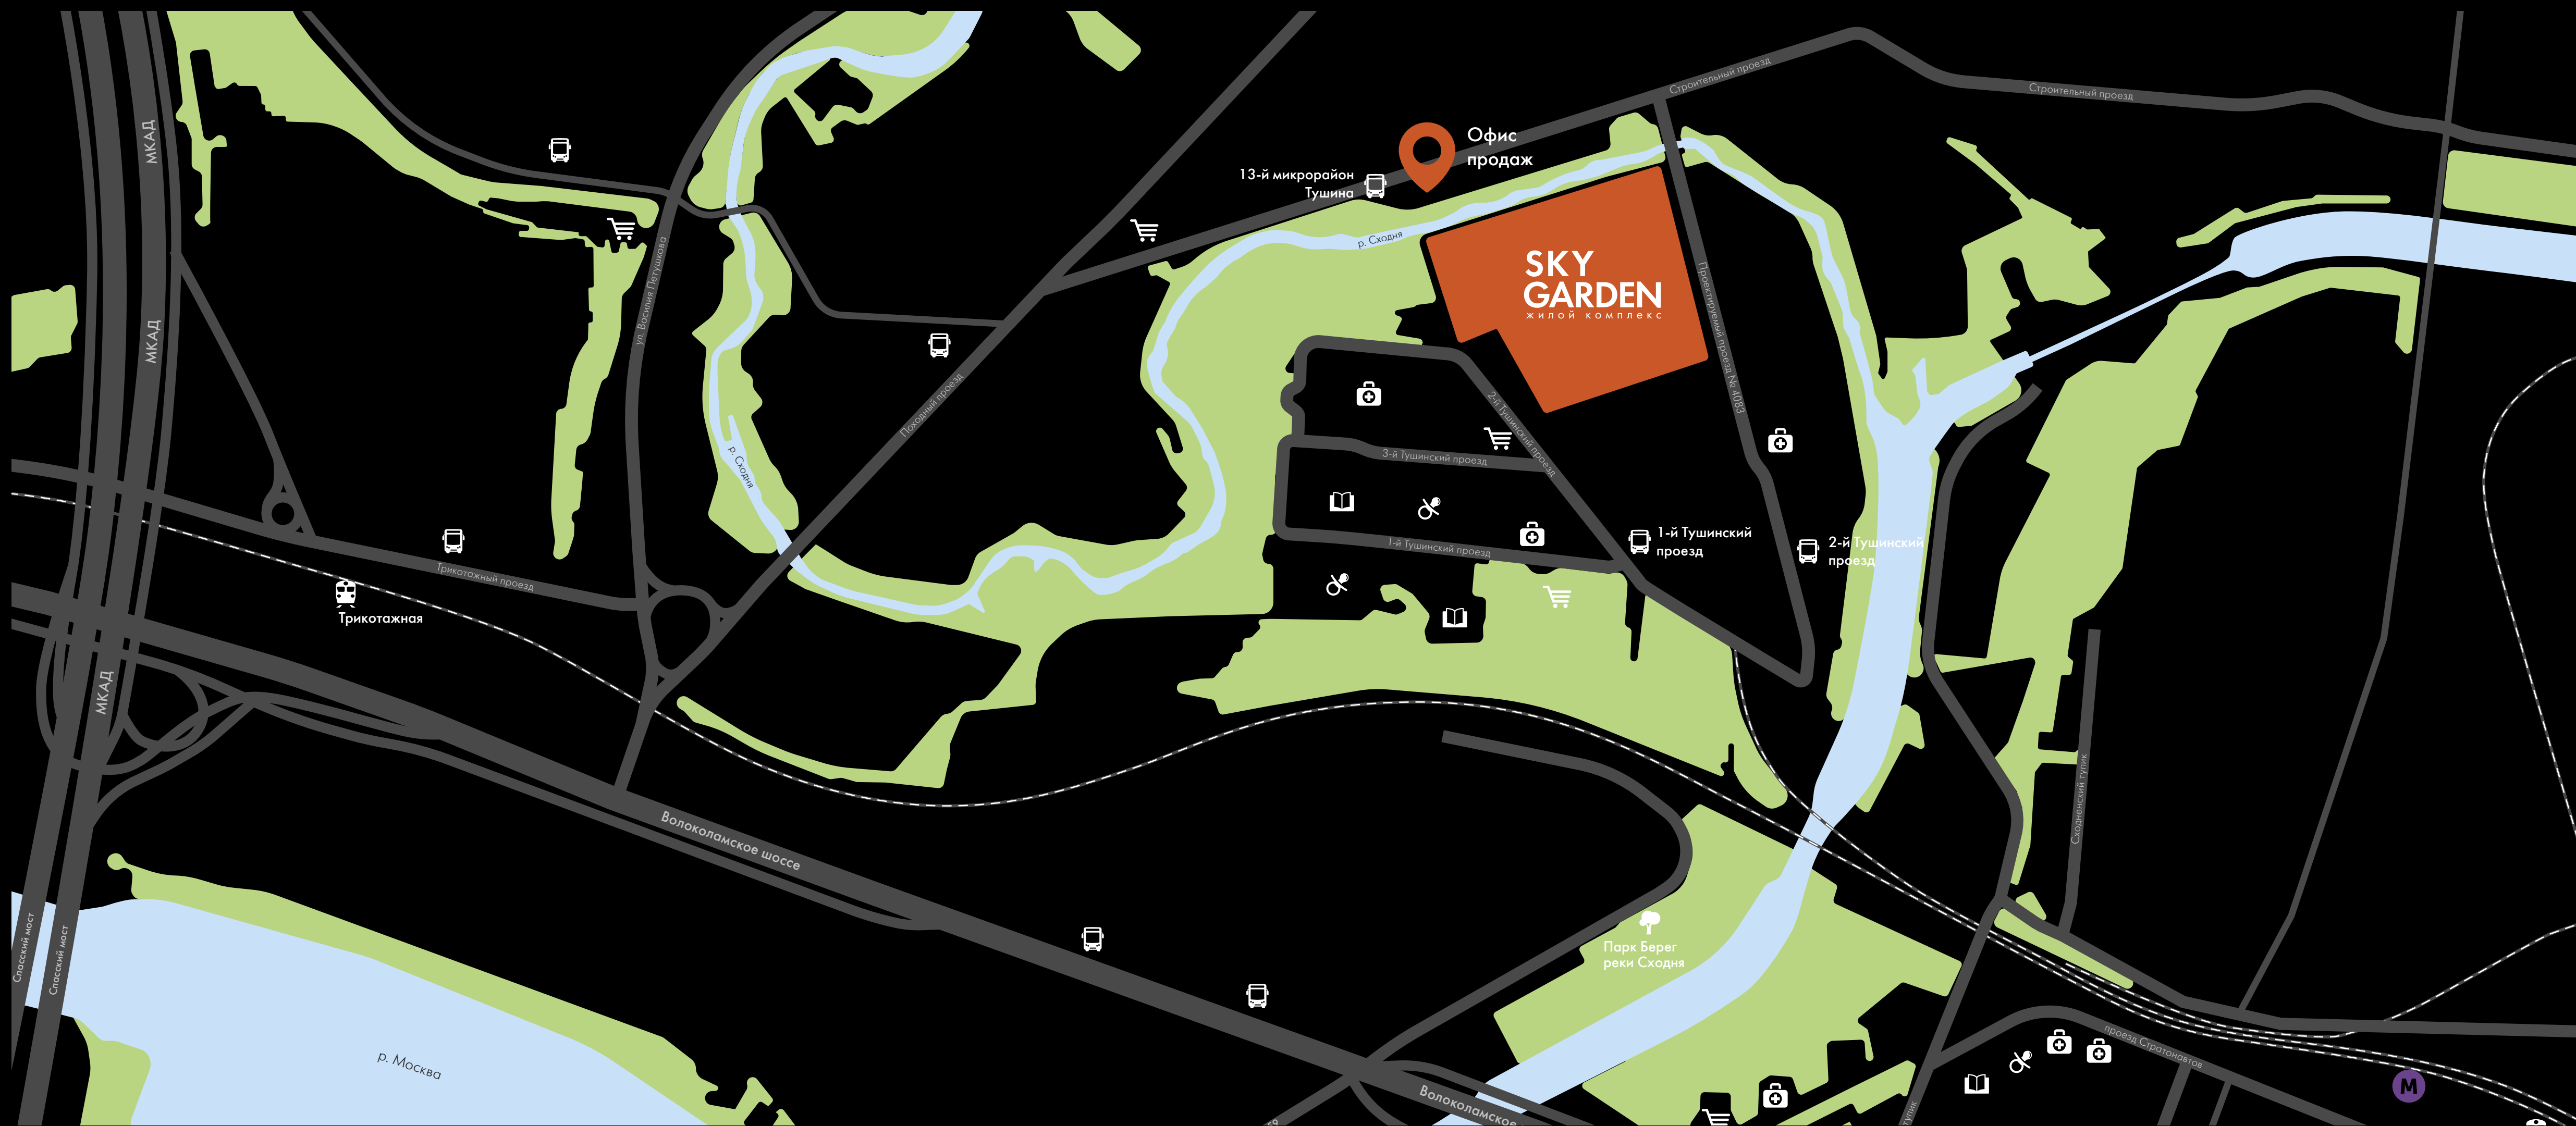 Строительный проезд
Строительный проезд
МКАД
Офис
продаж
13-й микрорайон
Тушина
р. Сходня
ул. Василия Петушкова
SKY
GARDEN
жилой комплекс
Проектируемый проезд № 4083
МКАД
Походный проезд
2-й Тушинский проезд
3-й Тушинский проезд
р. Сходня
1-й Тушинский
проезд
2-й Тушинский
проезд
1-й Тушинский проезд
Трикотажный проезд
Трикотажная
МКАД
Сходненский тупик
Волоколамское шоссе
Спасский мост
Спасский мост
Парк Берег
реки Сходня
р. Москва
проезд Стратонавтов
М
Волоколамское
тупик